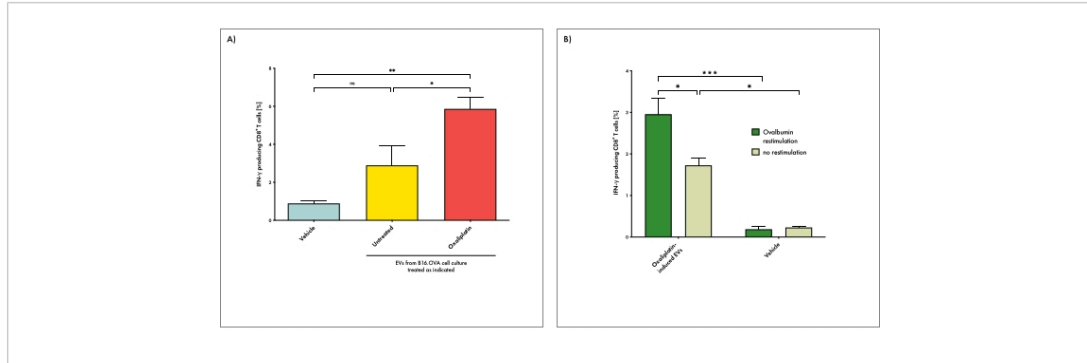 A)
IFN-γ producing CD8+ T cells [%]
8
6
4
2
0
**
ns
*
Vehicle
Untreated
Oxaliplatin
EVs from B16.OVA cell culture
treated as indicated
B)
IFN-γ producing CD8+ T cells [%]
4
3
2
1
0
***
*
*
Ovalbumin
restimulation
no restimulation
Oxaliplatin-
induced EVs
Vehicle